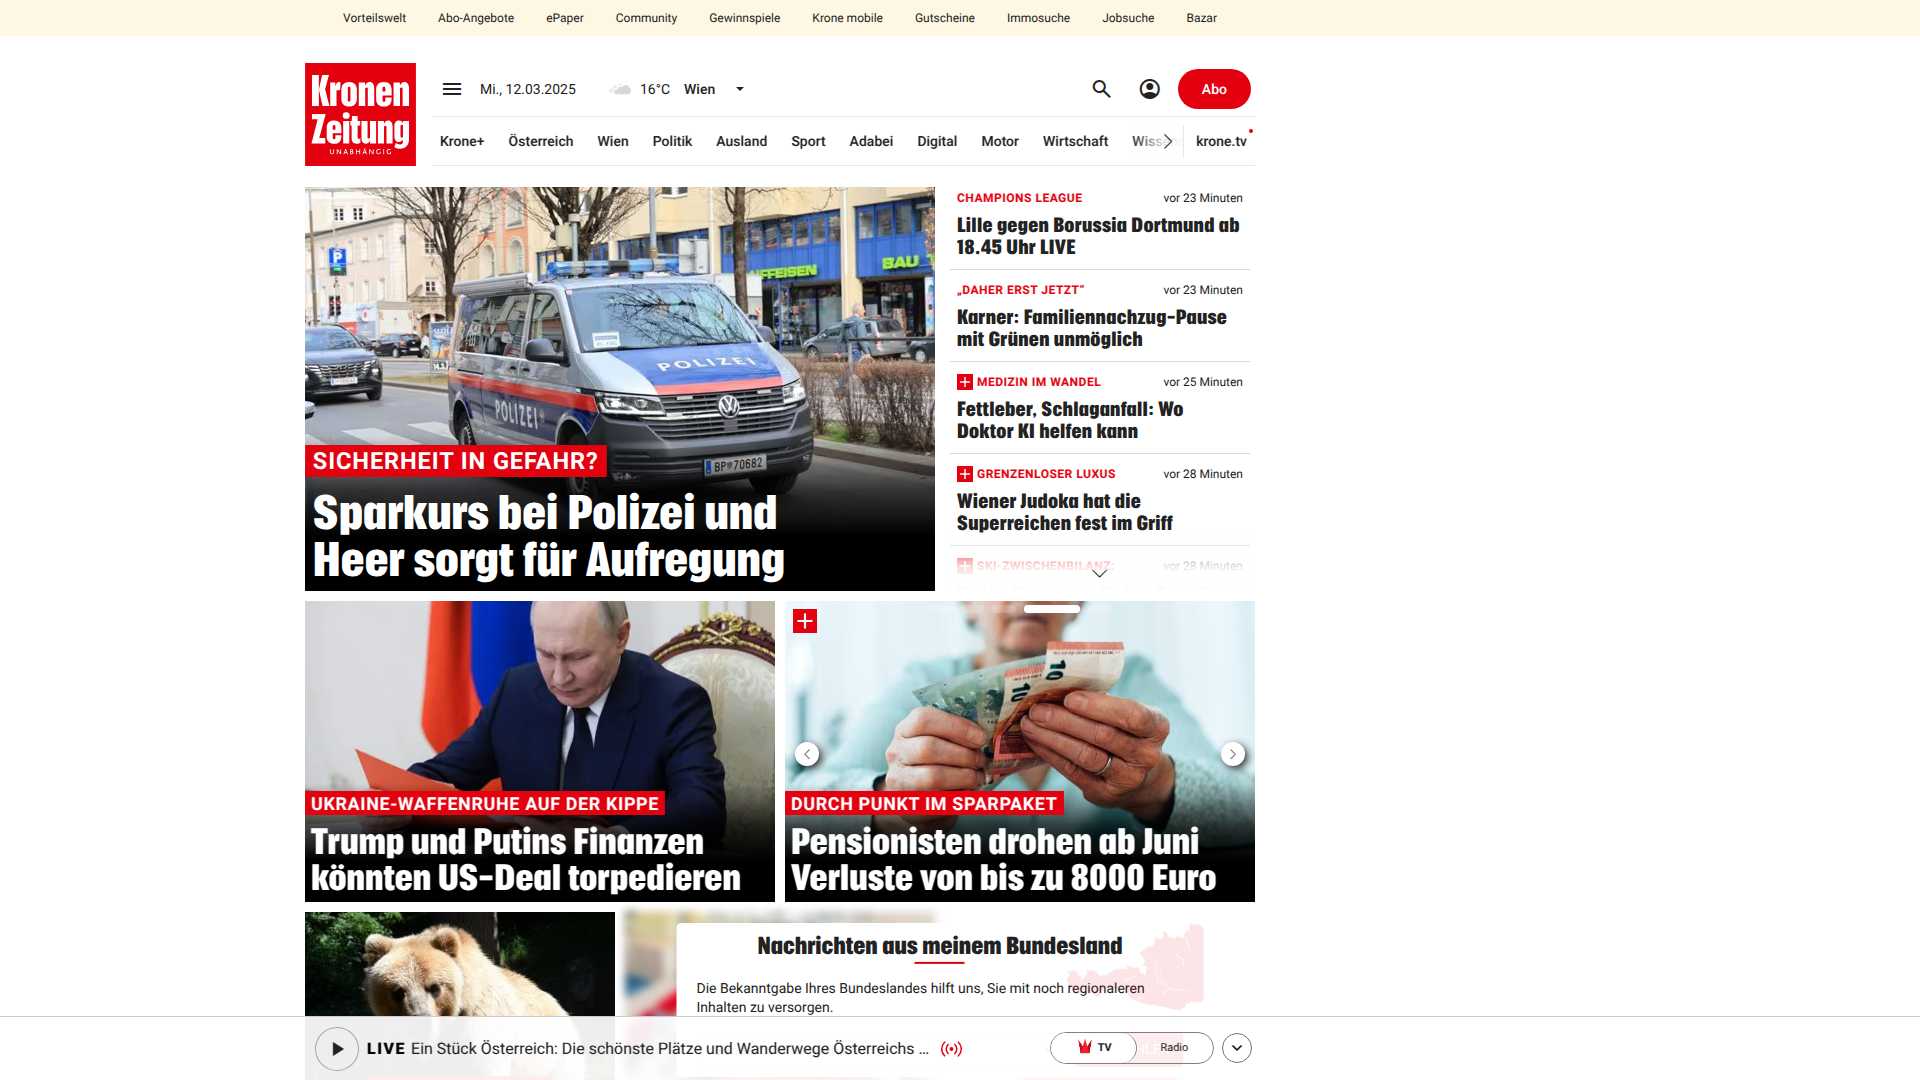 Vorteilswelt Abo-Angebote ePaper Community Gewinnspiele Krone mobile Gutscheine Immosuche Jobsuche Bazar
Kronen
Zeitung
UNABHÄNGIG
Mi., 12.03.2025 16°C Wien
Abo
Krone+ Österreich Wien Politik Ausland Sport Adabei Digital Motor Wirtschaft krone.tv
P
POLIZEI
POLIZEI
BP 70682
BAU
SICHERHEIT IN GEFAHR?
Sparkurs bei Polizei und
Heer sorgt für Aufregung
CHAMPIONS LEAGUE vor 23 Minuten
Lille gegen Borussia Dortmund ab
18.45 Uhr LIVE
„DAHER ERST JETZT“ vor 23 Minuten
Karner: Familiennachzug-Pause
mit Grünen unmöglich
MEDIZIN IM WANDEL vor 25 Minuten
Fettleber, Schlaganfall: Wo
Doktor KI helfen kann
GRENZENLOSER LUXUS vor 28 Minuten
Wiener Judoka hat die
Superreichen fest im Griff
SKI-ZWISCHENBILANZ: vor 28 Minuten
UKRAINE-WAFFENRUHE AUF DER KIPPE
Trump und Putins Finanzen
könnten US-Deal torpedieren
10
10
DURCH PUNKT IM SPARPAKET
Pensionisten drohen ab Juni
Verluste von bis zu 8000 Euro
Nachrichten aus meinem Bundesland
Die Bekanntgabe Ihres Bundeslandes hilft uns, Sie mit noch regionaleren
Inhalten zu versorgen.
LIVE Ein Stück Österreich: Die schönste Plätze und Wanderwege Österreichs ...
TV Radio